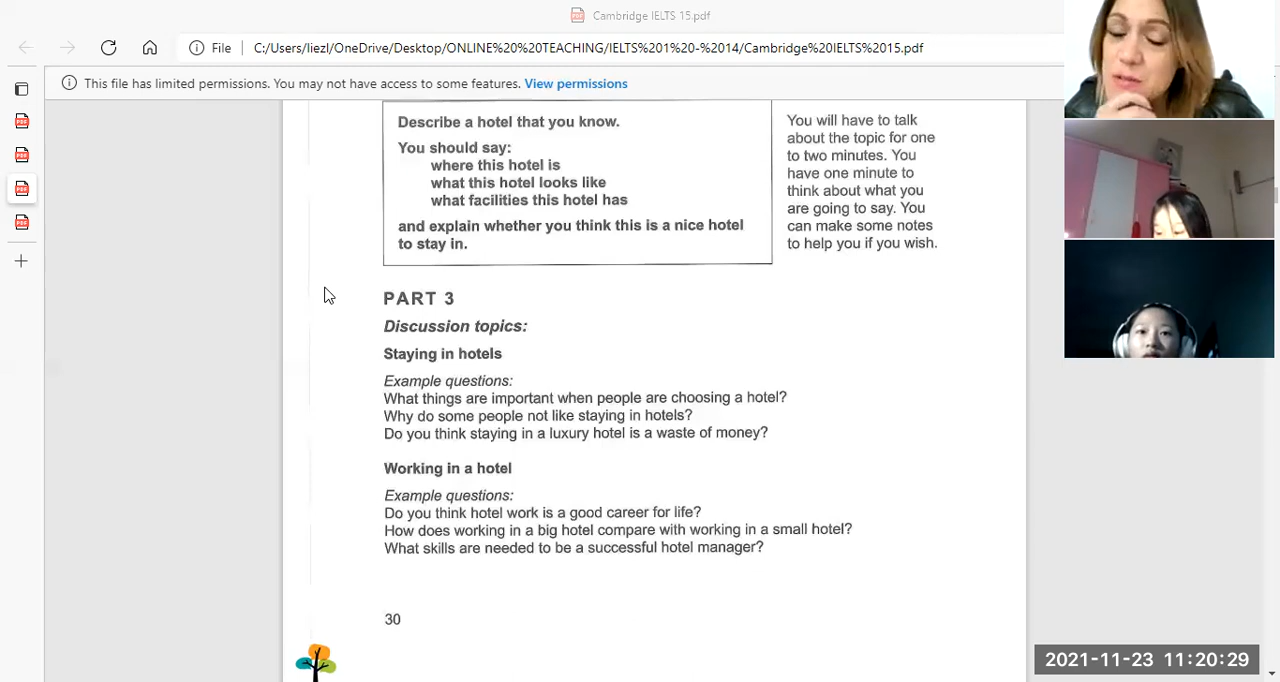 Cambridge IELTS 15.pdf
File C:/Users/liezl/OneDrive/Desktop/ONLINE%20%20TEACHING/IELTS%201%20-%2014/Cambridge%20IELTS%2015.pdf
This file has limited permissions. You may not have access to some features. View permissions
Describe a hotel that you know.
You should say:
where this hotel is
what this hotel looks like
what facilities this hotel has
and explain whether you think this is a nice hotel
to stay in.
You will have to talk
about the topic for one
to two minutes. You
have one minute to
think about what you
are going to say. You
can make some notes
to help you if you wish.
PART 3
Discussion topics:
Staying in hotels
Example questions:
What things are important when people are choosing a hotel?
Why do some people not like staying in hotels?
Do you think staying in a luxury hotel is a waste of money?
Working in a hotel
Example questions:
Do you think hotel work is a good career for life?
How does working in a big hotel compare with working in a small hotel?
What skills are needed to be a successful hotel manager?
30
2021-11-23 11:20:29